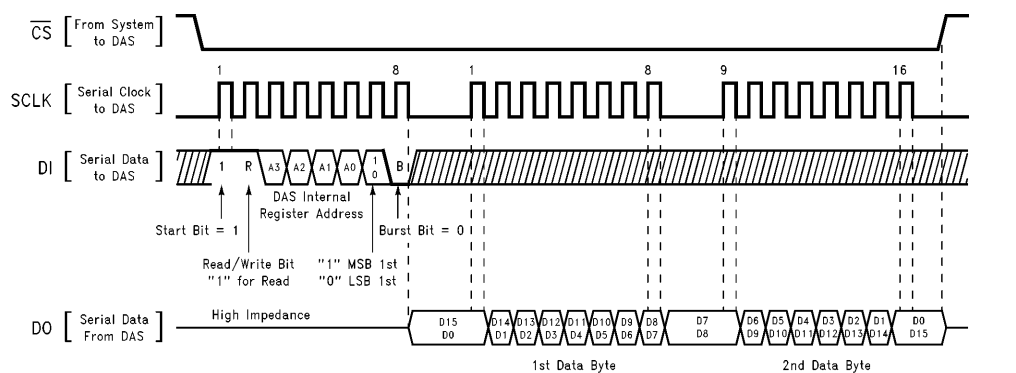 CS [ From System to DAS ]
1 8 1 8 9 16
SCLK [ Serial Clock to DAS ]
DI [ Serial Data to DAS ]
1 R A3 A2 A1 A0 1 0 B
DAS Internal
Register Address
Start Bit = 1
Burst Bit = 0
Read/Write Bit
"1" for Read
"1" MSB 1st
"0" LSB 1st
DO [ Serial Data From DAS ]
High Impedance
D15 D14 D13 D12 D11 D10 D9 D8 D7 D6 D5 D4 D3 D2 D1 D0
D0 D1 D2 D3 D4 D5 D6 D7 D8 D9 D10 D11 D12 D13 D14 D15
1st Data Byte
2nd Data Byte